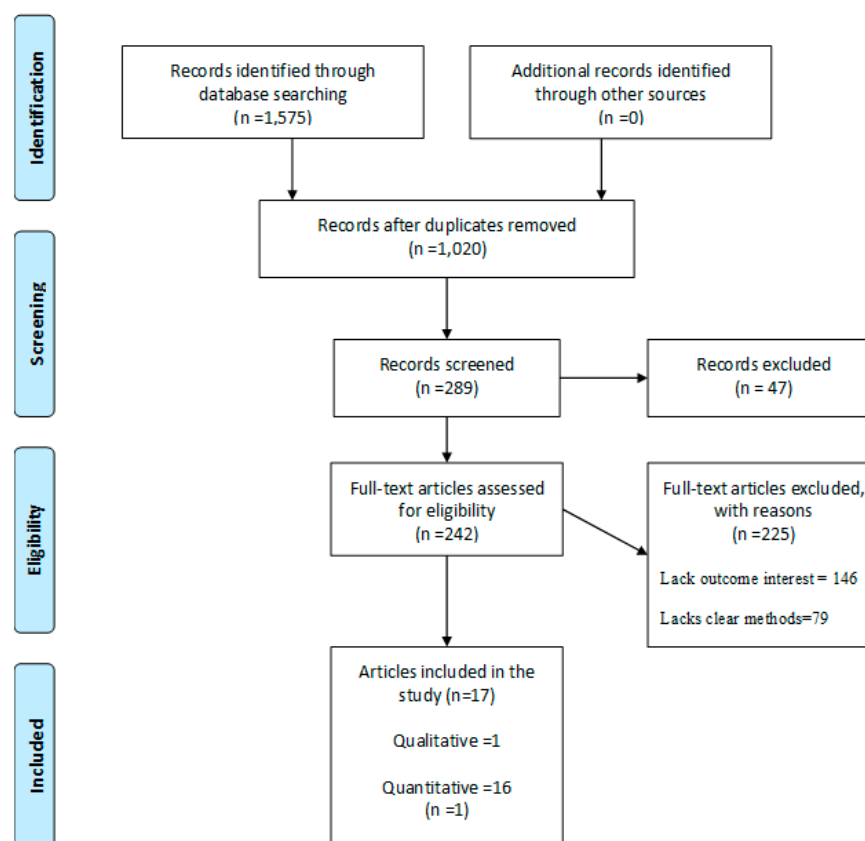 Identification
Records identified through
database searching
(n =1,575)
Additional records identified
through other sources
(n =0)
Records after duplicates removed
(n =1,020)
Screening
Records screened
(n =289)
Records excluded
(n = 47)
Eligibility
Full-text articles assessed
for eligibility
(n =242)
Full-text articles excluded,
with reasons
(n =225)
Lack outcome interest = 146
Lacks clear methods=79
Included
Articles included in the
study (n=17)
Qualitative =1
Quantitative =16
(n =1)